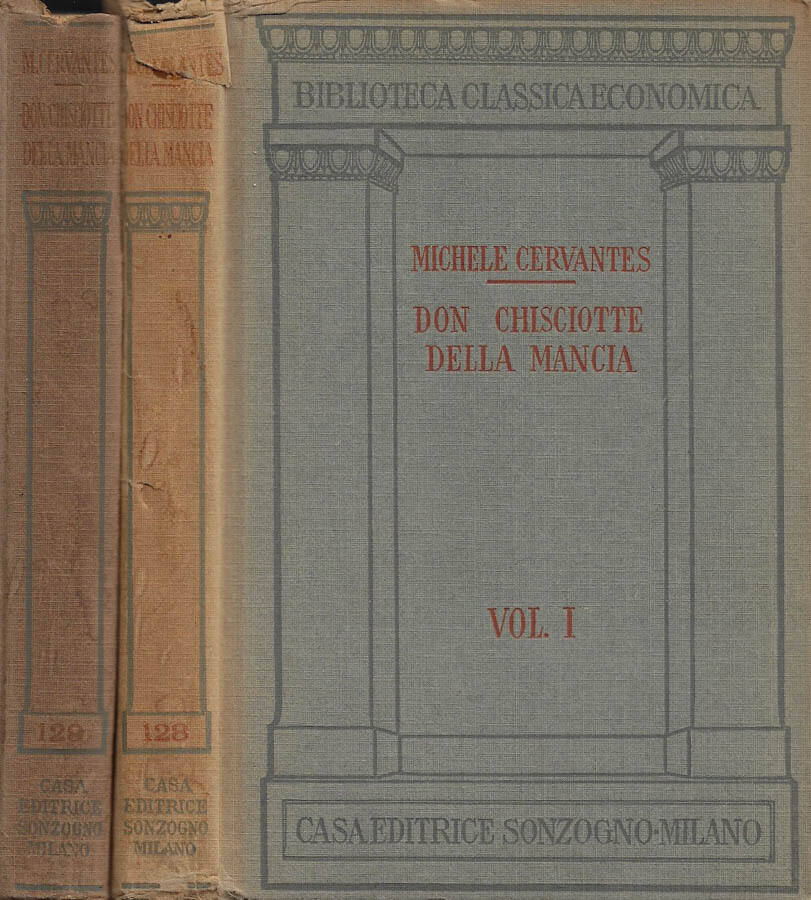 M. CERVANTES
DON CHISCIOTTE
DELLA MANCIA
129
CASA
EDITRICE
SONZOGNO
MILANO
DON CHISCIOTTE
DELLA MANCIA
128
CASA
EDITRICE
SONZOGNO
MILANO
BIBLIOTECA CLASSICA ECONOMICA
MICHELE CERVANTES
DON CHISCIOTTE
DELLA MANCIA
VOL. I
CASA EDITRICE SONZOGNO-MILANO